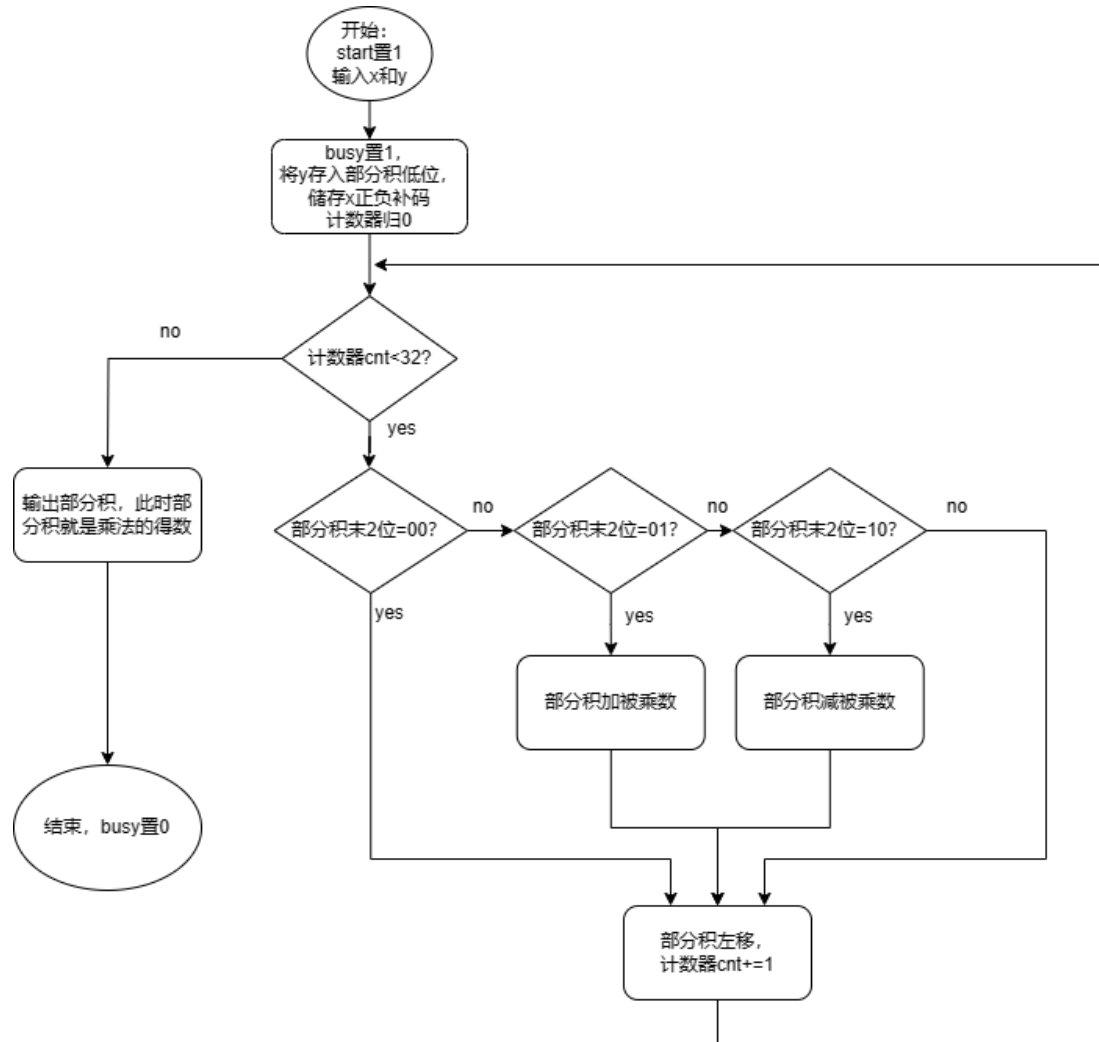 开始：
start置1
输入x和y
busy置1，
将y存入部分积低位，
储存x正负补码
计数器归0
no
计数器cnt<32?
yes
输出部分积，此时部
分积就是乘法的得数
部分积末2位=00?
no
部分积末2位=01?
no
部分积末2位=10?
no
yes
yes
yes
部分积加被乘数
部分积减被乘数
结束，busy置0
部分积左移，
计数器cnt+=1